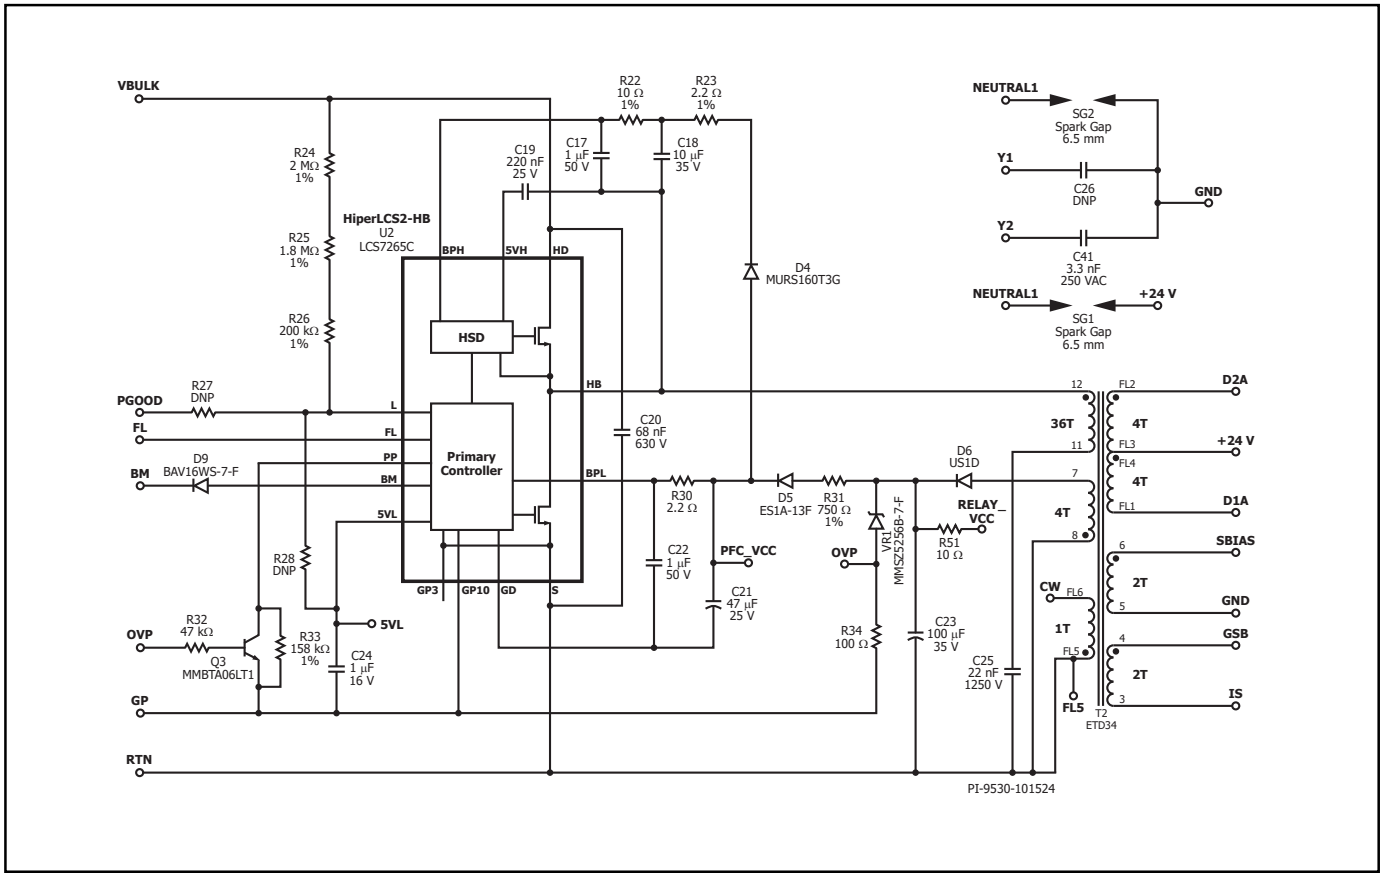 VBULK
R24
2 MΩ
1%
R25
1.8 MΩ
1%
R26
200 kΩ
1%
R22
10 Ω
1%
R23
2.2 Ω
1%
C19
220 nF
25 V
C17
1 μF
50 V
C18
10 μF
35 V
HiperLCS2-HB
U2
LCS7265C
BPH
5VH
HD
HSD
D4
MURS160T3G
NEUTRAL1
SG2
Spark Gap
6.5 mm
Y1
C26
DNP
GND
Y2
C41
3.3 nF
250 VAC
NEUTRAL1
+24 V
SG1
Spark Gap
6.5 mm
R27
DNP
PGOOD
L
FL
FL
PP
D9
BAV16WS-7-F
BM
BM
5VL
Primary
Controller
HB
C20
68 nF
630 V
BPL
R30
2.2 Ω
D5
ES1A-13F
R31
750 Ω
1%
D6
US1D
VR1
MMSZ5256B-7-F
RELAY_
VCC
R51
10 Ω
OVP
PFC_VCC
C22
1 μF
50 V
C21
47 μF
25 V
R34
100 Ω
C23
100 μF
35 V
C25
22 nF
1250 V
R28
DNP
GP3
GP10
GD
S
5VL
OVP
R32
47 kΩ
Q3
MMBTA06LT1
R33
158 kΩ
1%
C24
1 μF
16 V
GP
RTN
12
36T
11
7
4T
8
CW
FL6
1T
FL5
FL5
FL2
D2A
4T
FL3
+24 V
FL4
4T
FL1
D1A
6
SBIAS
2T
5
GND
4
GSB
2T
3
IS
T2
ETD34
PI-9530-101524